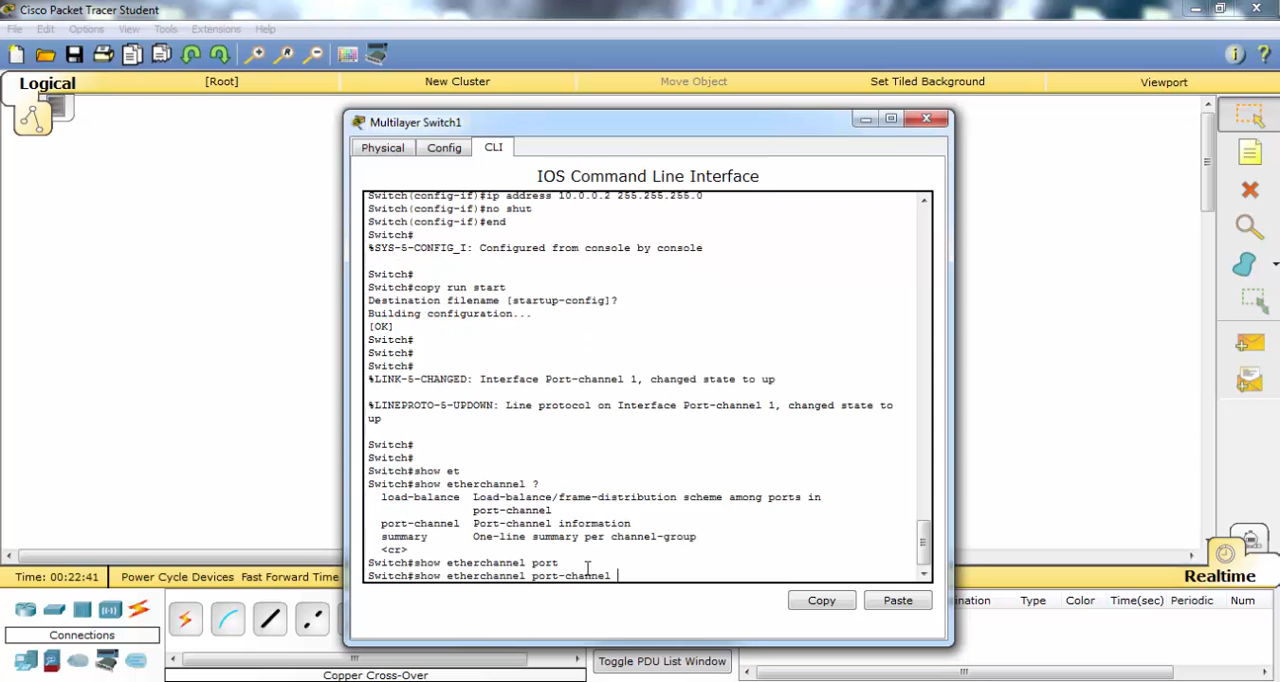 Cisco Packet Tracer Student
File Edit Options View Tools Extensions Help
Logical [Root] New Cluster Move Object Set Tiled Background Viewport
Multilayer Switch1
Physical Config CLI
IOS Command Line Interface
Switch(config-if)#ip address 10.0.0.2 255.255.255.0
Switch(config-if)#no shut
Switch(config-if)#end
Switch#
%SYS-5-CONFIG_I: Configured from console by console
Switch#
Switch#copy run start
Destination filename [startup-config]?
Building configuration...
[OK]
Switch#
Switch#
Switch#
%LINK-5-CHANGED: Interface Port-channel 1, changed state to up
%LINEPROTO-5-UPDOWN: Line protocol on Interface Port-channel 1, changed state to
up
Switch#
Switch#
Switch#show et
Switch#show etherchannel ?
load-balance Load-balance/frame-distribution scheme among ports in
port-channel
port-channel Port-channel information
summary One-line summary per channel-group
<cr>
Switch#show etherchannel port
Switch#show etherchannel port-channel
Copy Paste
Time: 00:22:41 Power Cycle Devices Fast Forward Time
Realtime
Connections
ination Type Color Time(sec) Periodic Num
Toggle PDU List Window
Copper Cross-Over